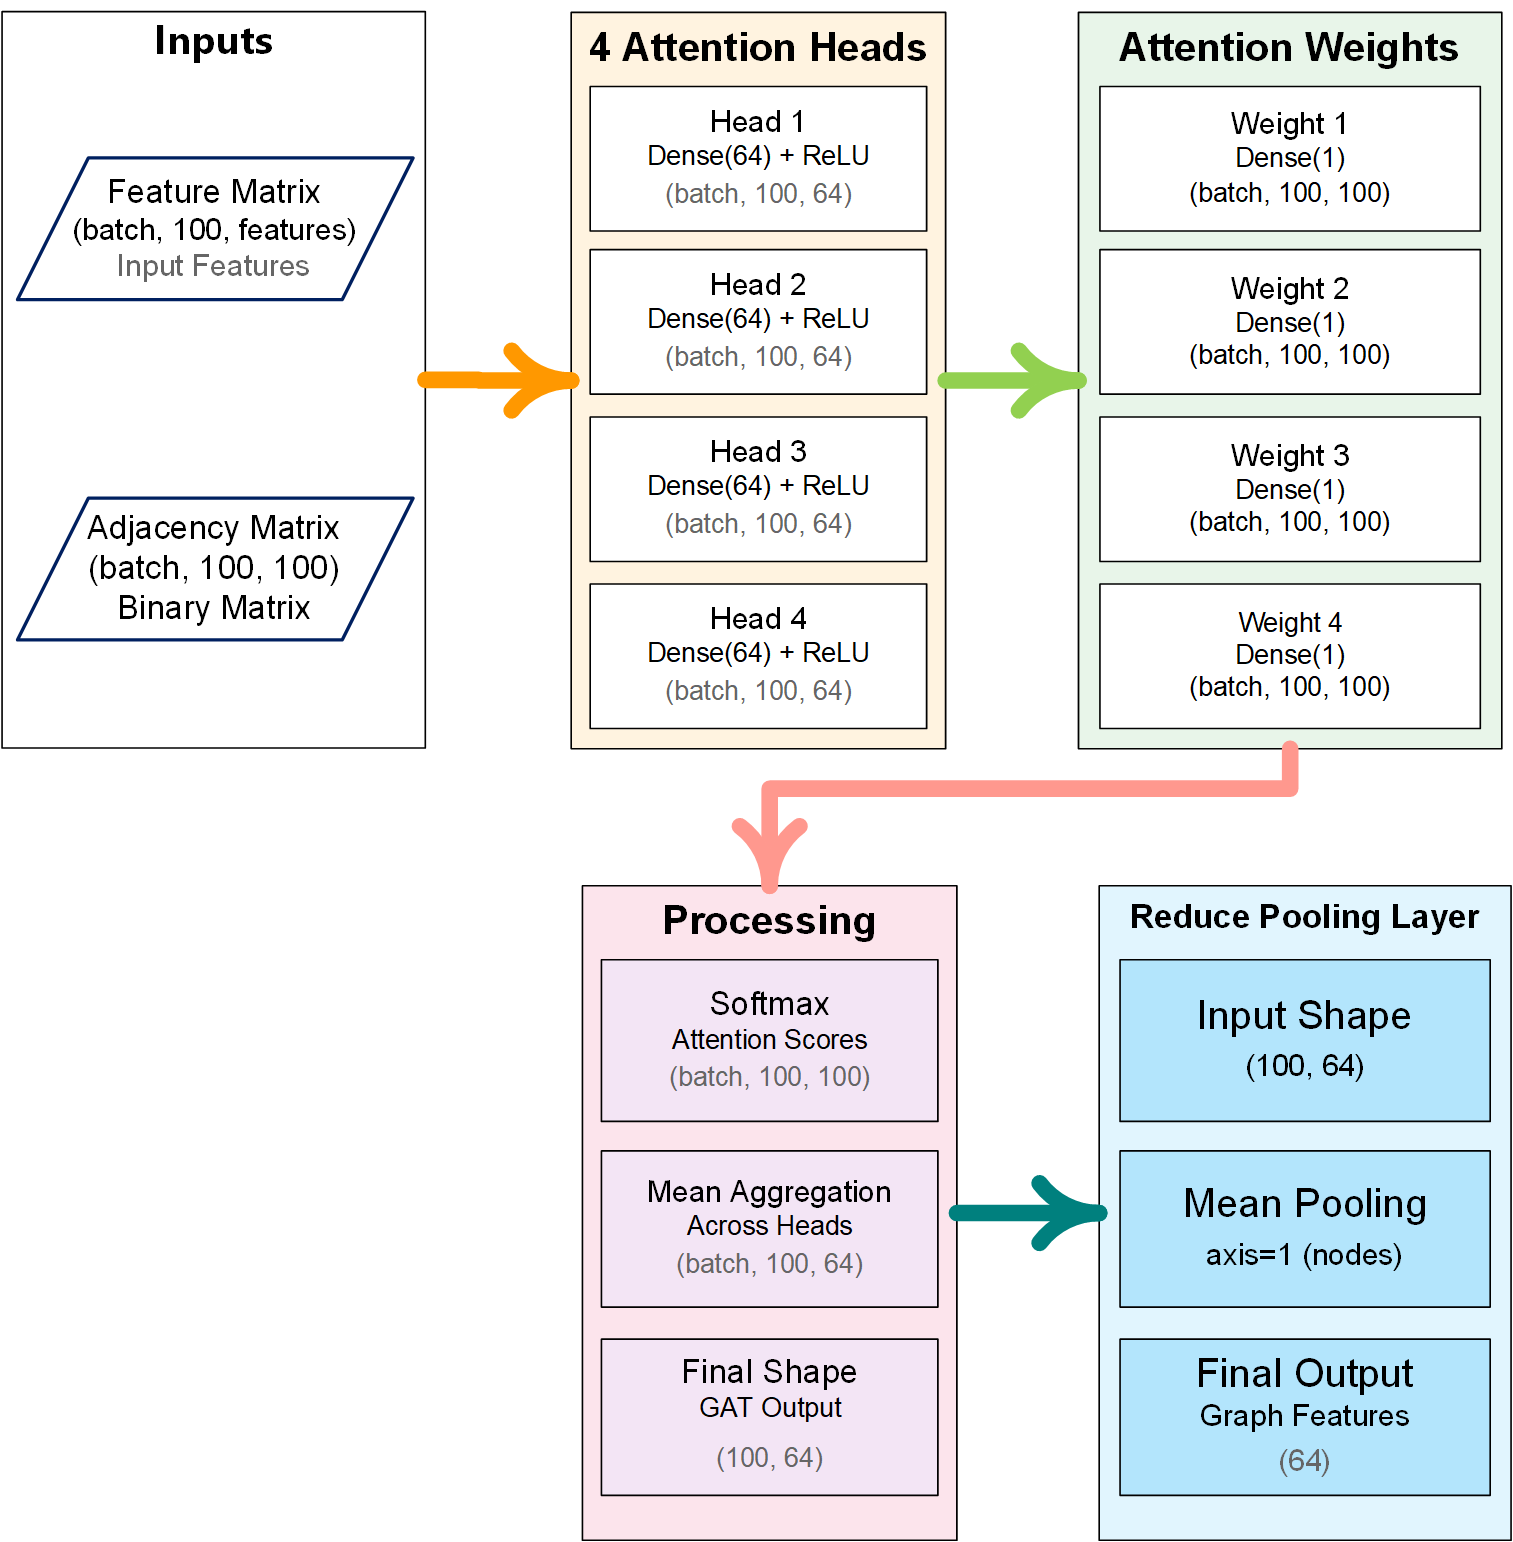 Inputs
Feature Matrix
(batch, 100, features)
Input Features
Adjacency Matrix
(batch, 100, 100)
Binary Matrix
4 Attention Heads
Head 1
Dense(64) + ReLU
(batch, 100, 64)
Head 2
Dense(64) + ReLU
(batch, 100, 64)
Head 3
Dense(64) + ReLU
(batch, 100, 64)
Head 4
Dense(64) + ReLU
(batch, 100, 64)
Attention Weights
Weight 1
Dense(1)
(batch, 100, 100)
Weight 2
Dense(1)
(batch, 100, 100)
Weight 3
Dense(1)
(batch, 100, 100)
Weight 4
Dense(1)
(batch, 100, 100)
Processing
Softmax
Attention Scores
(batch, 100, 100)
Mean Aggregation
Across Heads
(batch, 100, 64)
Final Shape
GAT Output
(100, 64)
Reduce Pooling Layer
Input Shape
(100, 64)
Mean Pooling
axis=1 (nodes)
Final Output
Graph Features
(64)